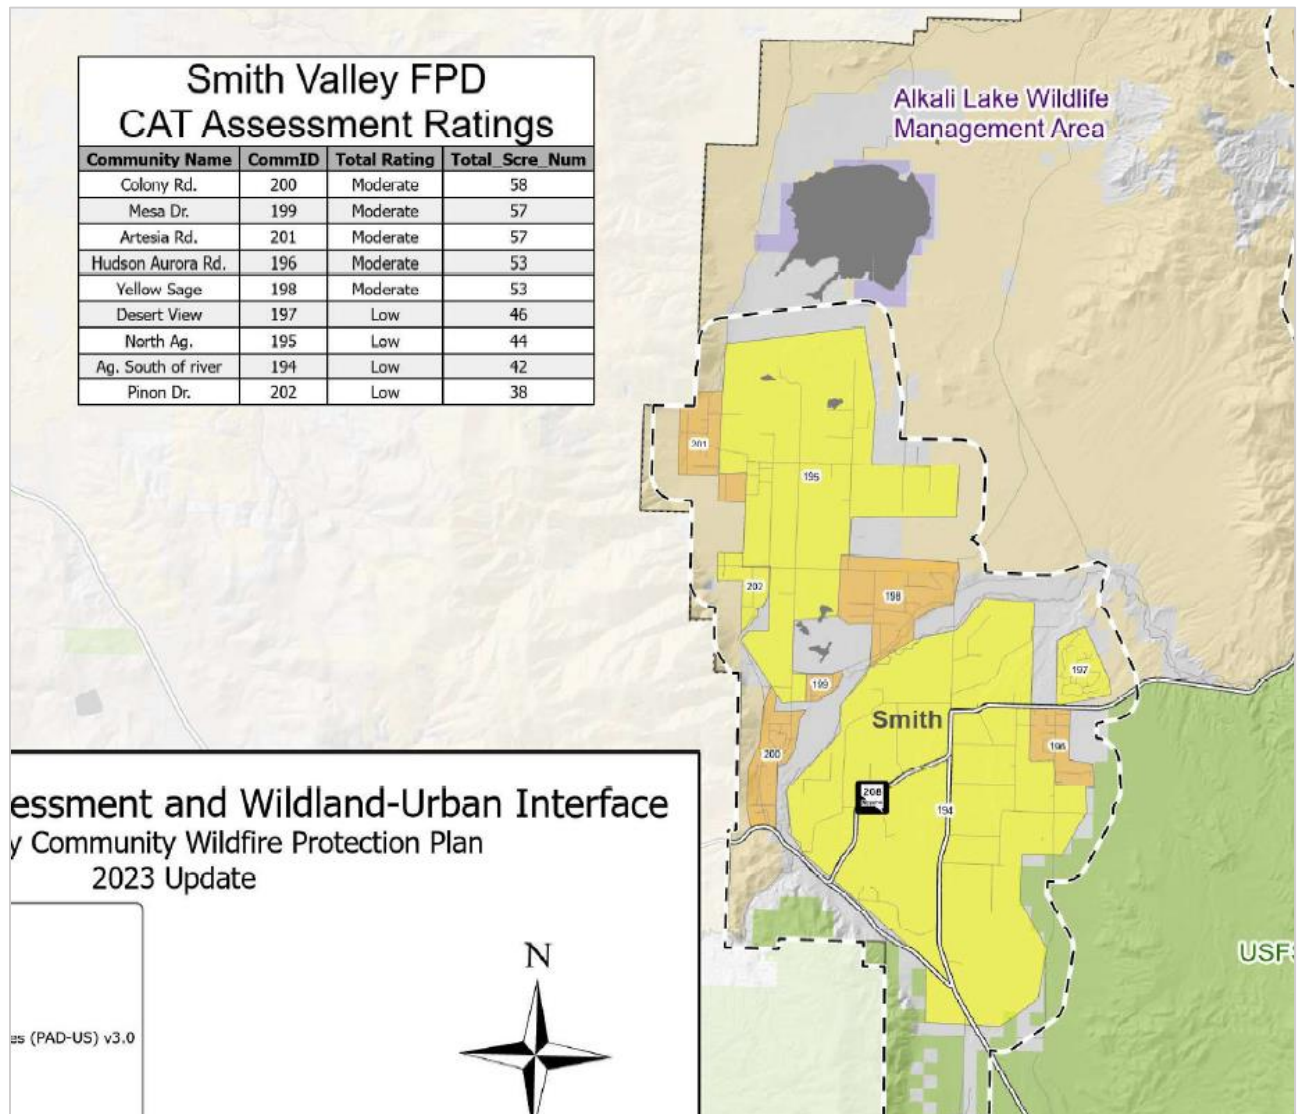 Smith Valley FPD
CAT Assessment Ratings
Community Name CommID Total Rating Total_Scre_Num
Colony Rd. 200 Moderate 58
Mesa Dr. 199 Moderate 57
Artesia Rd. 201 Moderate 57
Hudson Aurora Rd. 196 Moderate 53
Yellow Sage 198 Moderate 53
Desert View 197 Low 46
North Ag. 195 Low 44
Ag. South of river 194 Low 42
Pinon Dr. 202 Low 38
Alkali Lake Wildlife
Management Area
201
195
202
198
197
199
Smith
200
196
208
194
USFS
essment and Wildland-Urban Interface
y Community Wildfire Protection Plan
2023 Update
N
es (PAD-US) v3.0